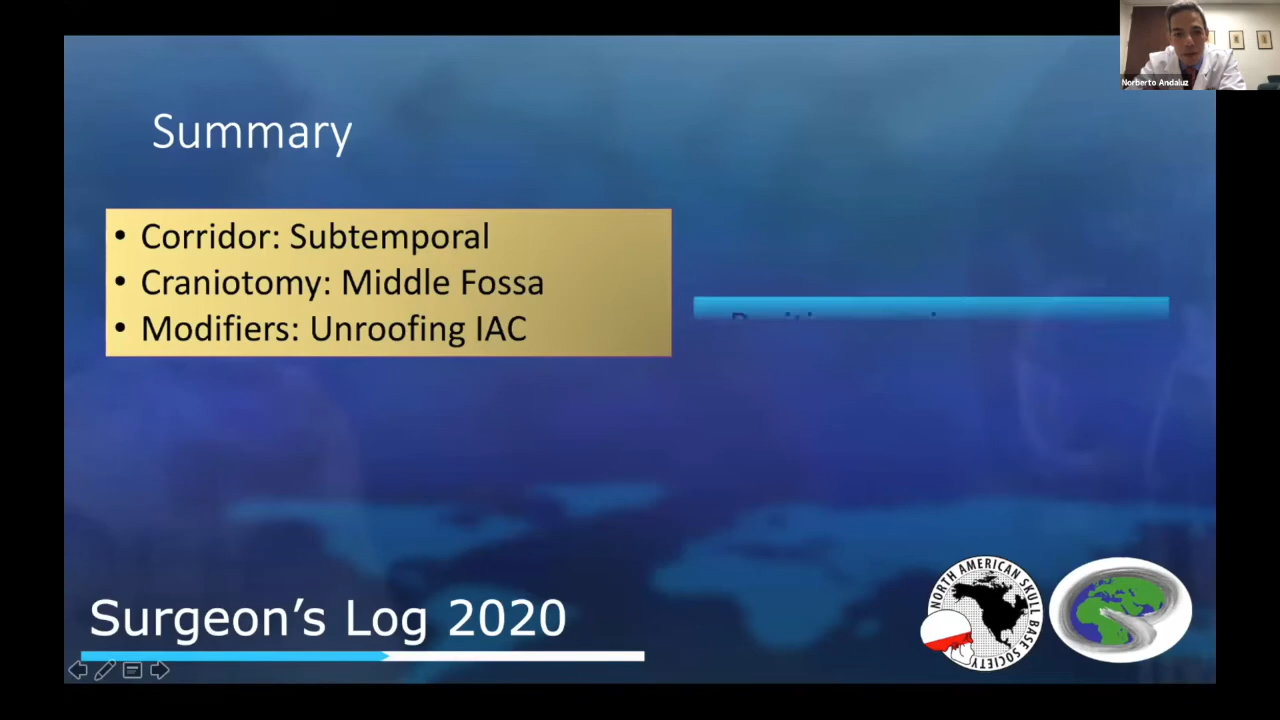 Norberto Andaluz
Summary
• Corridor: Subtemporal
• Craniotomy: Middle Fossa
• Modifiers: Unroofing IAC
Surgeon's Log 2020
NORTH AMERICAN SKULL BASE SOCIETY